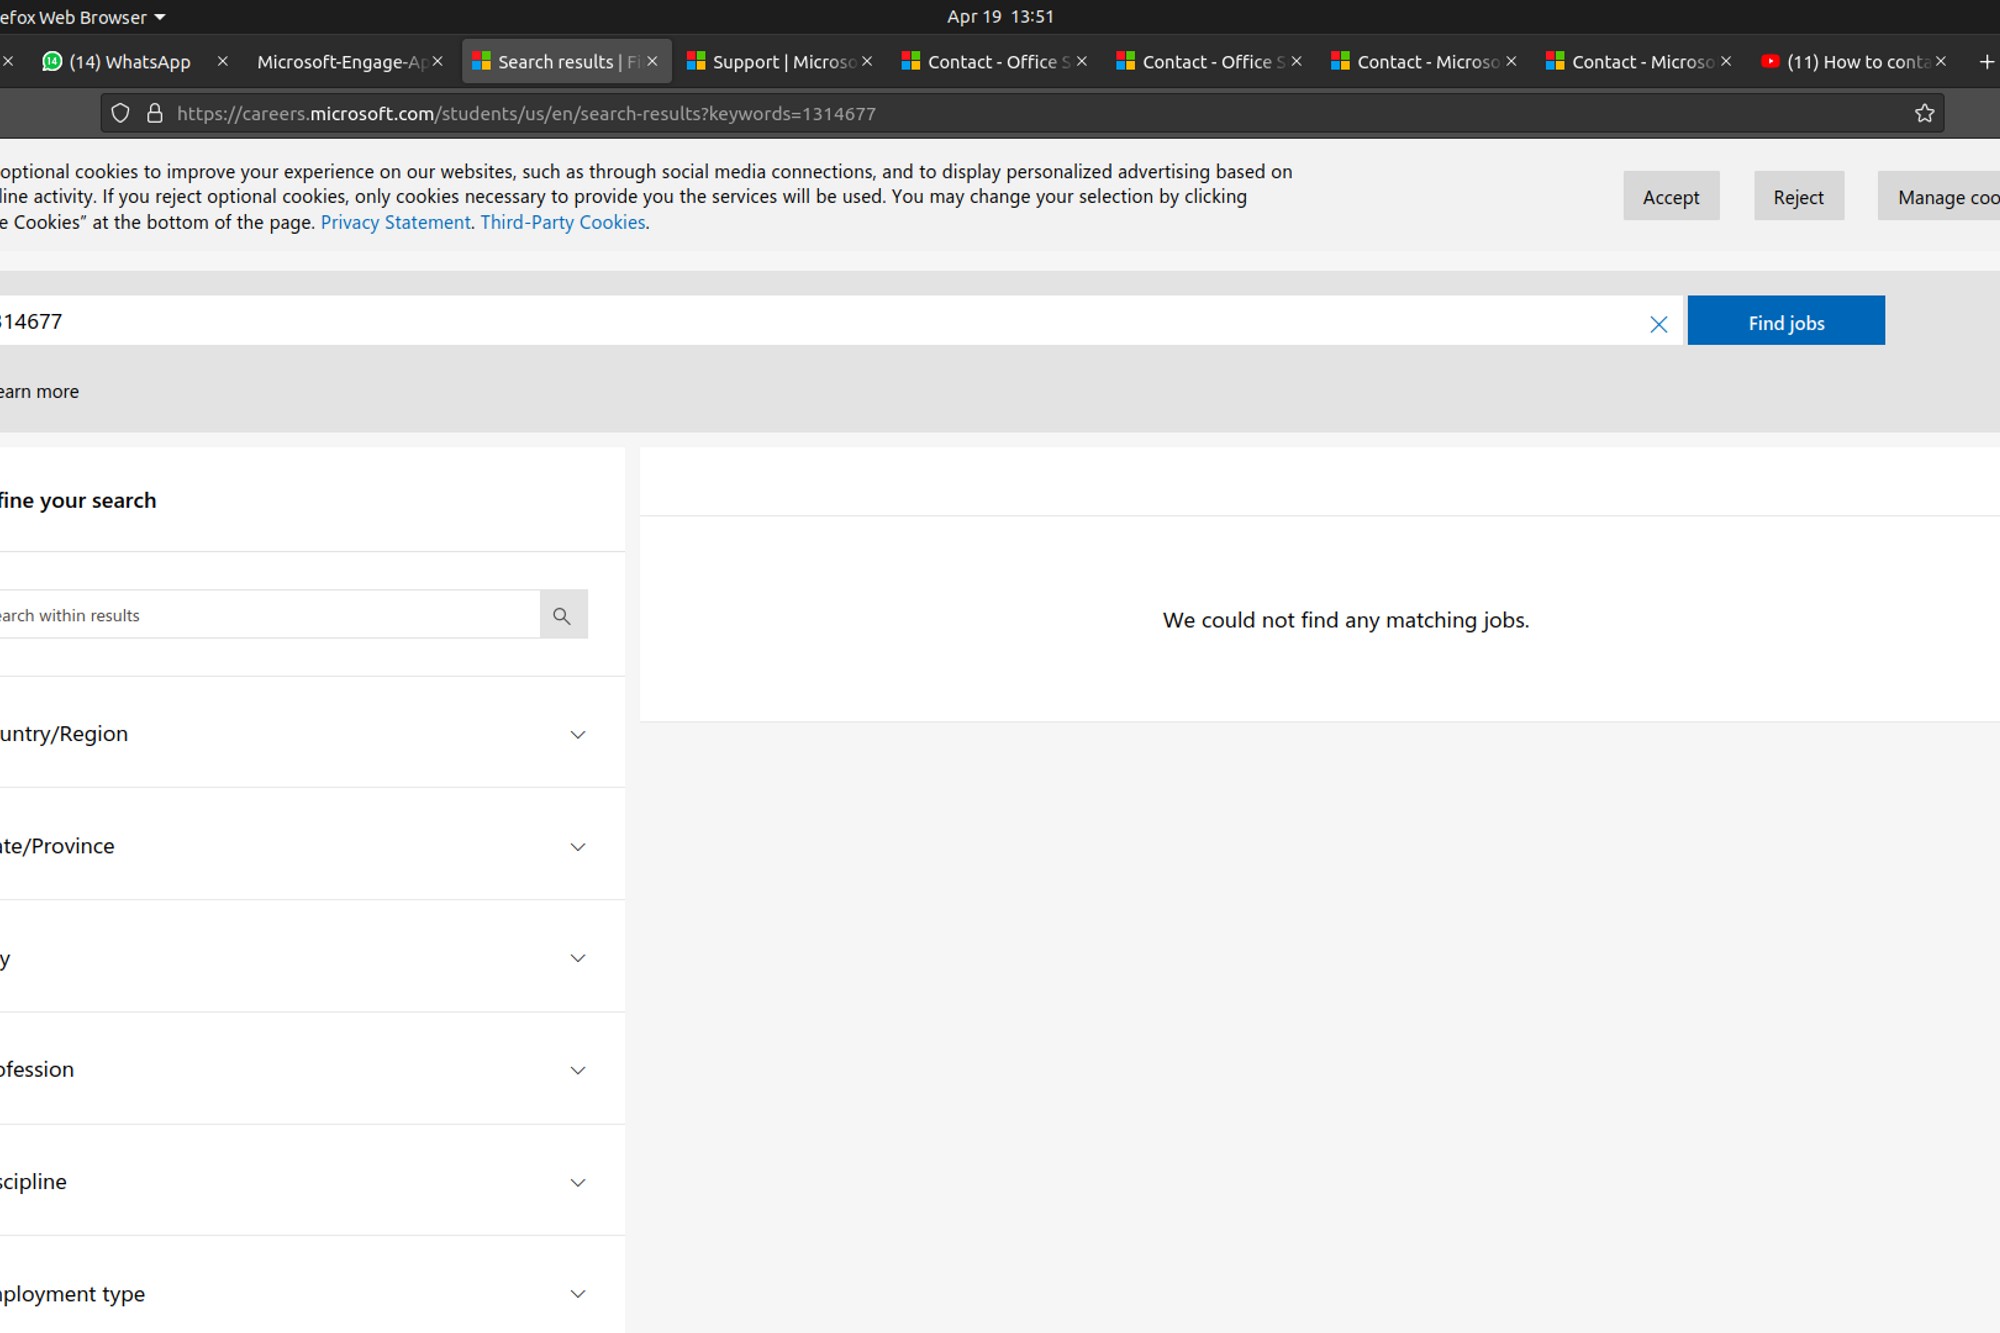 efox Web Browser
Apr 19 13:51
(14) WhatsApp
Microsoft-Engage-Ap
Search results | Fi
Support | Microso
Contact - Office S
Contact - Office S
Contact - Microso
Contact - Microso
(11) How to conta
https://careers.microsoft.com/students/us/en/search-results?keywords=1314677
optional cookies to improve your experience on our websites, such as through social media connections, and to display personalized advertising based on
line activity. If you reject optional cookies, only cookies necessary to provide you the services will be used. You may change your selection by clicking
e Cookies” at the bottom of the page. Privacy Statement. Third-Party Cookies.
Accept
Reject
Manage coo
314677
Find jobs
earn more
fine your search
earch within results
We could not find any matching jobs.
untry/Region
ate/Province
y
ofession
scipline
ployment type